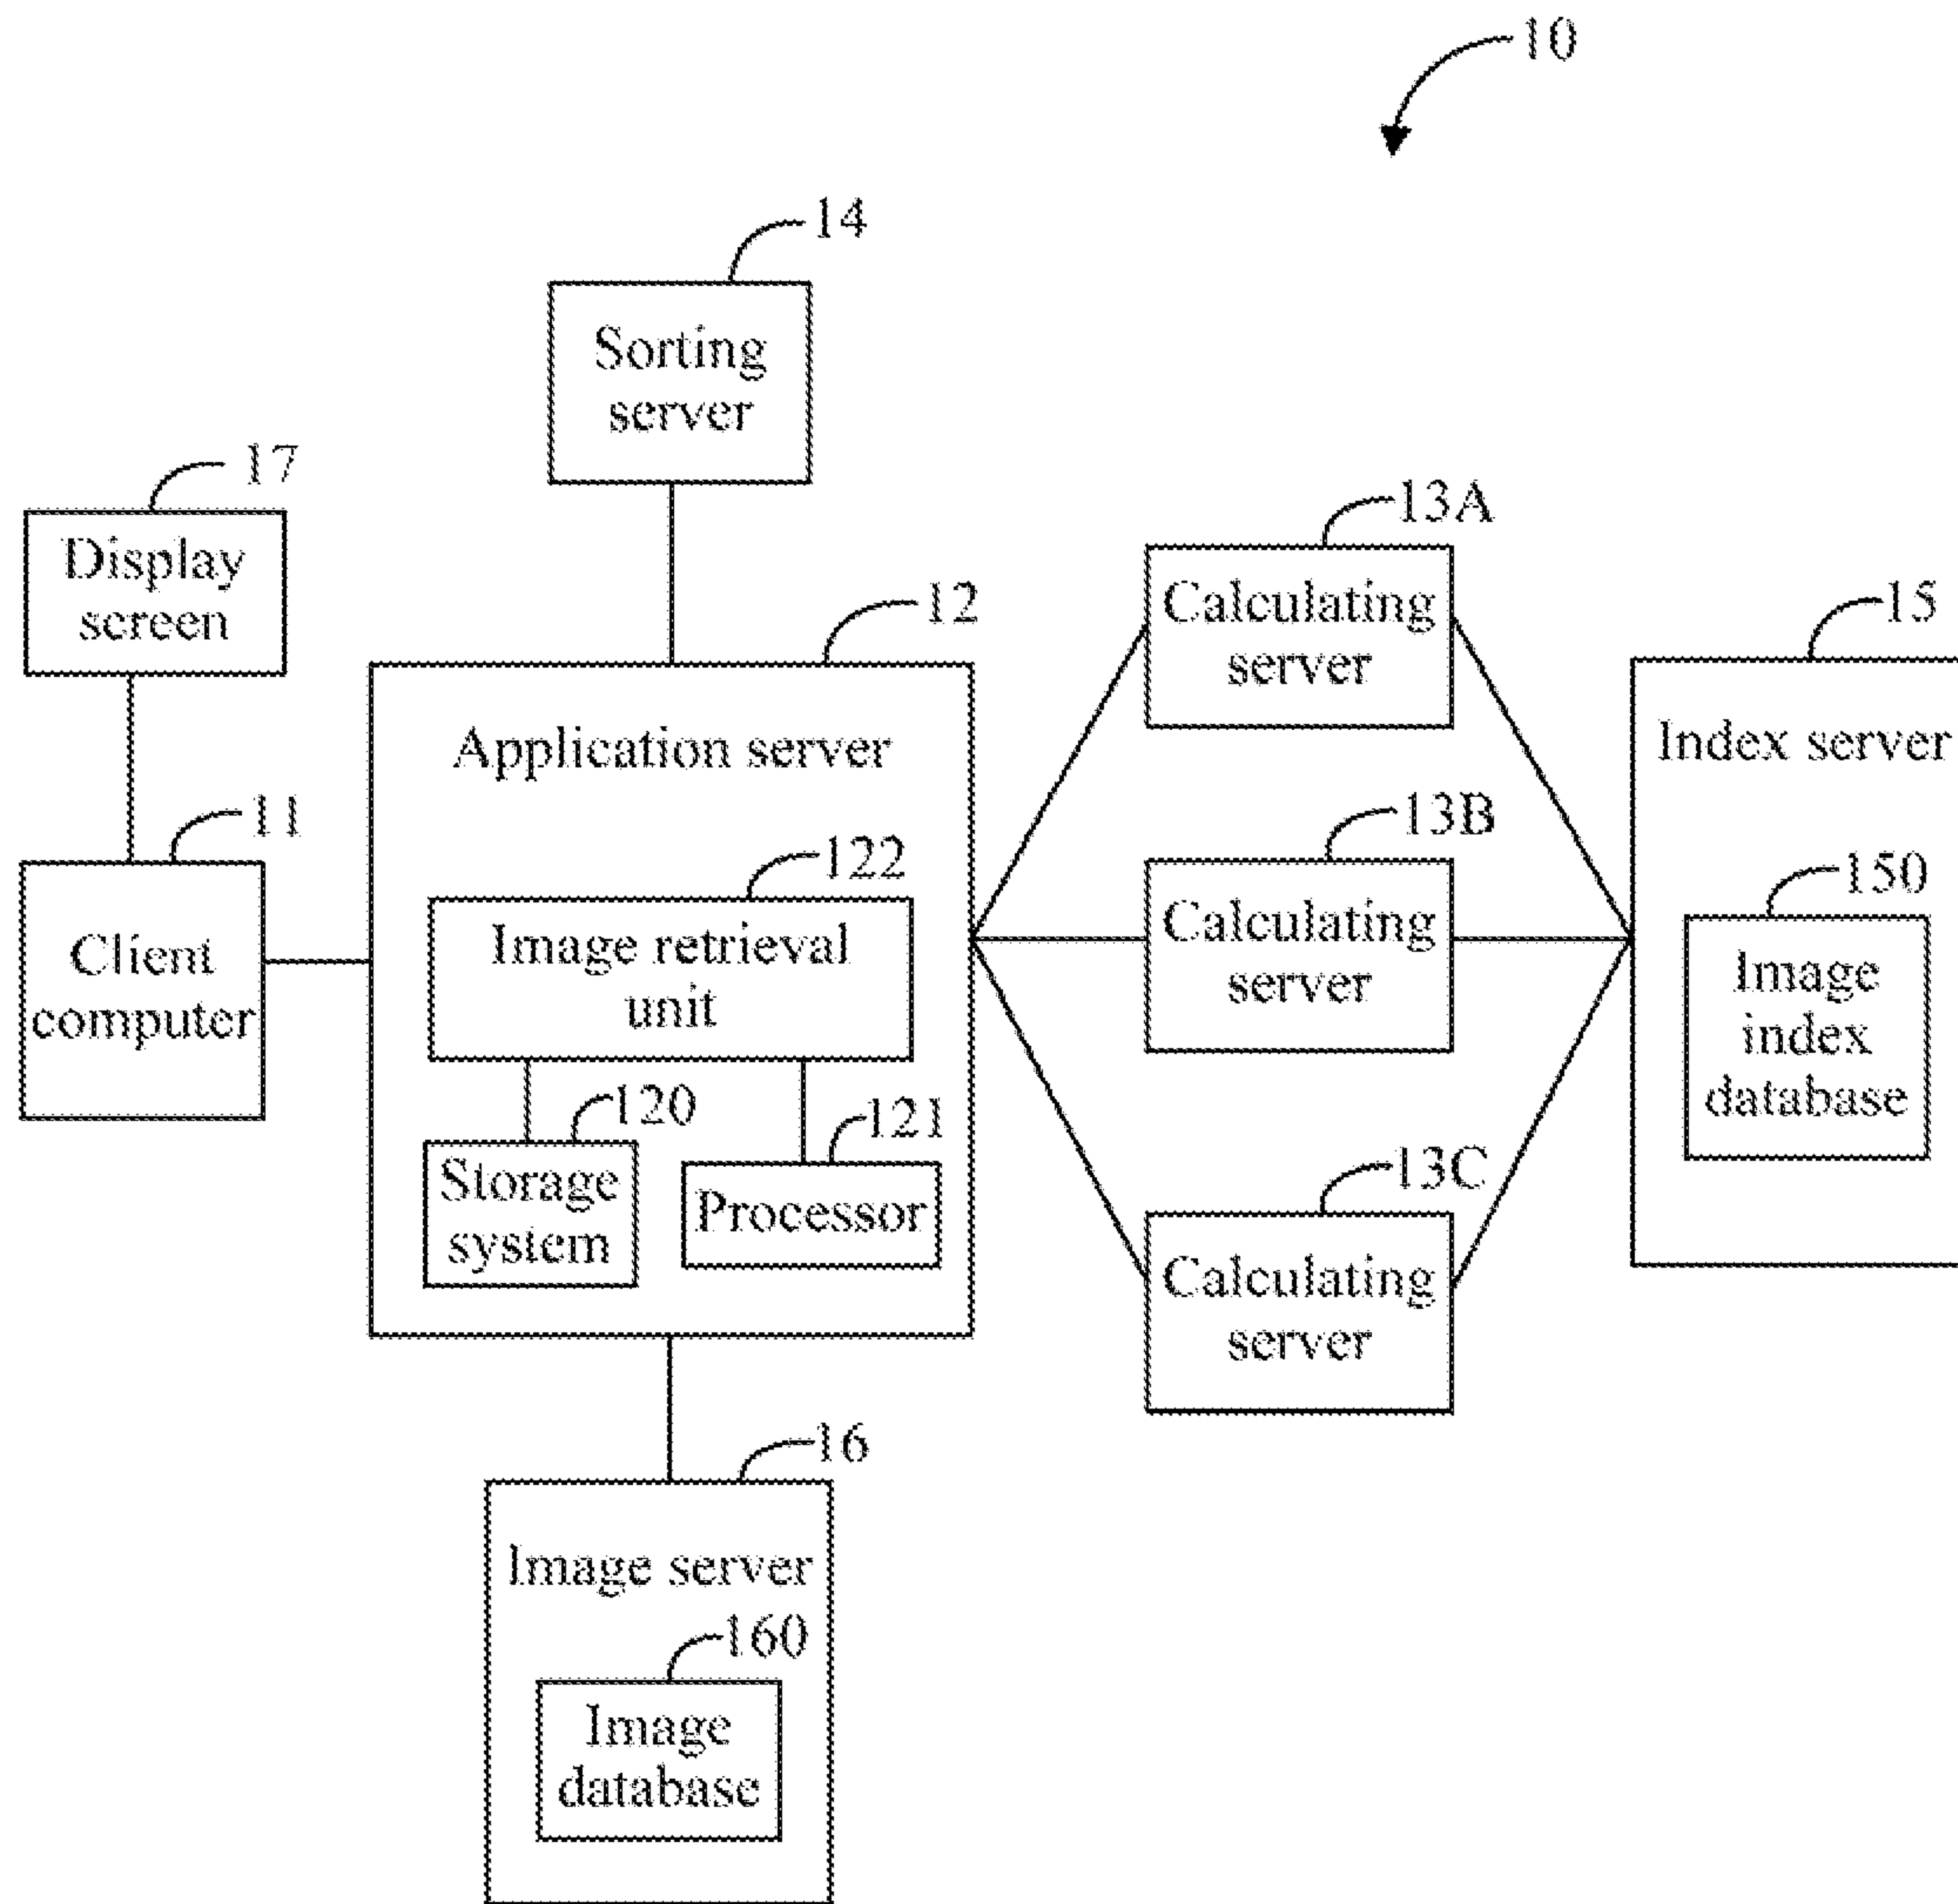 10
14
Sorting
server
17
Display
screen
12
Application server
11
Client
computer
122
Image retrieval
unit
120
Storage
system
121
Processor
13A
Calculating
server
13B
Calculating
server
13C
Calculating
server
15
Index server
150
Image
index
database
16
Image server
160
Image
database